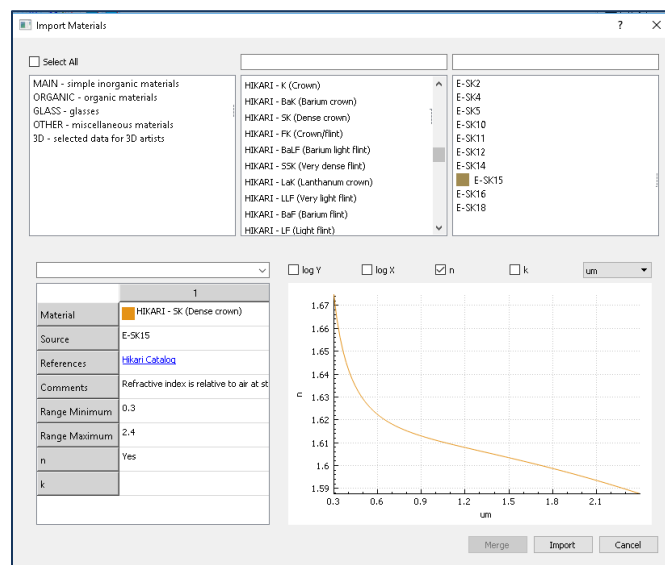 Import Materials
?
Select All
MAIN - simple inorganic materials
ORGANIC - organic materials
GLASS - glasses
OTHER - miscellaneous materials
3D - selected data for 3D artists
HIKARI - K (Crown)
HIKARI - BaK (Barium crown)
HIKARI - SK (Dense crown)
HIKARI - FK (Crown/flint)
HIKARI - BaLF (Barium light flint)
HIKARI - SSK (Very dense flint)
HIKARI - LaK (Lanthanum crown)
HIKARI - LLF (Very light flint)
HIKARI - BaF (Barium flint)
HIKARI - LF (Light flint)
E-SK2
E-SK4
E-SK5
E-SK10
E-SK11
E-SK12
E-SK14
E-SK15
E-SK16
E-SK18
1
Material HIKARI - SK (Dense crown)
Source E-SK15
References Hikari Catalog
Comments Refractive index is relative to air at st
Range Minimum 0.3
Range Maximum 2.4
n Yes
k
log Y log X n k um
1.67
1.66
1.65
1.64
1.63
1.62
1.61
1.6
1.59
n
0.3 0.6 0.9 1.2 1.5 1.8 2.1
um
Merge Import Cancel